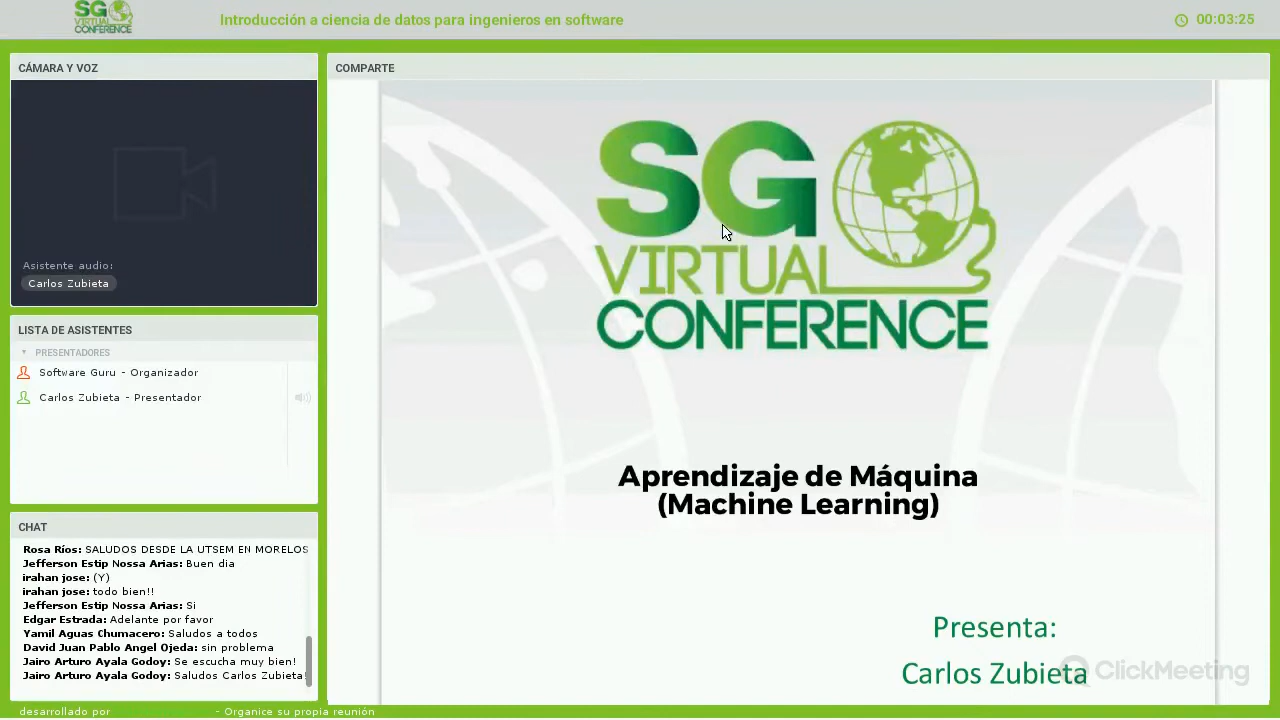 SG
VIRTUAL
CONFERENCE
Introducción a ciencia de datos para ingenieros en software
00:03:25
CÁMARA Y VOZ
Asistente audio:
Carlos Zubieta
LISTA DE ASISTENTES
PRESENTADORES
Software Guru - Organizador
Carlos Zubieta - Presentador
CHAT
Rosa Ríos: SALUDOS DESDE LA UTSEM EN MORELOS
Jefferson Estip Nossa Arias: Buen dia
irahan jose: (Y)
irahan jose: todo bien!!
Jefferson Estip Nossa Arias: Si
Edgar Estrada: Adelante por favor
Yamil Aguas Chumacero: Saludos a todos
David Juan Pablo Angel Ojeda: sin problema
Jairo Arturo Ayala Godoy: Se escucha muy bien!
Jairo Arturo Ayala Godoy: Saludos Carlos Zubieta!
desarrollado por - Organice su propia reunión
COMPARTE
SG
VIRTUAL
CONFERENCE
Aprendizaje de Máquina
(Machine Learning)
Presenta:
Carlos Zubieta
ClickMeeting